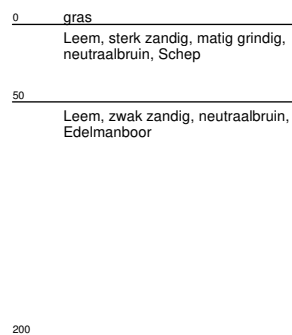 0 gras
Leem, sterk zandig, matig grindig,
neutraalbruin, Schep
50
Leem, zwak zandig, neutraalbruin,
Edelmanboor
200